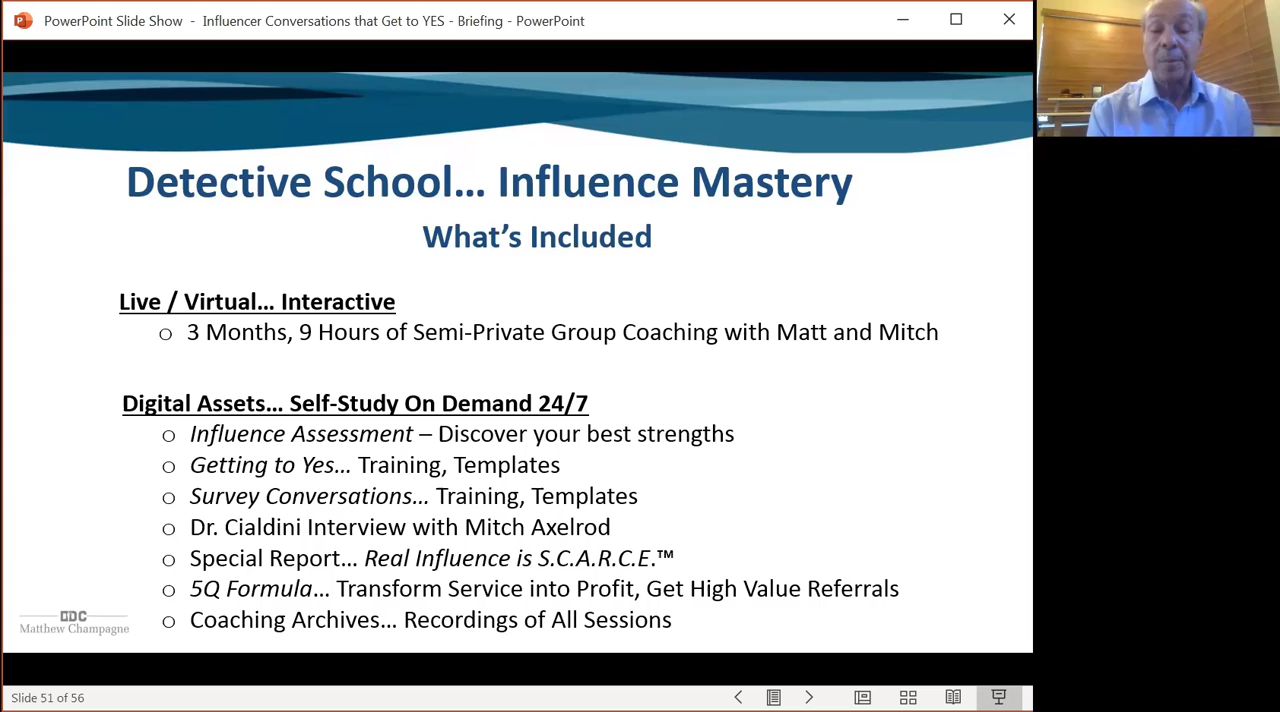 PowerPoint Slide Show - Influencer Conversations that Get to YES - Briefing - PowerPoint
Detective School... Influence Mastery
What's Included
Live / Virtual... Interactive
o 3 Months, 9 Hours of Semi-Private Group Coaching with Matt and Mitch
Digital Assets... Self-Study On Demand 24/7
o Influence Assessment – Discover your best strengths
o Getting to Yes... Training, Templates
o Survey Conversations... Training, Templates
o Dr. Cialdini Interview with Mitch Axelrod
o Special Report... Real Influence is S.C.A.R.C.E.™
o 5Q Formula... Transform Service into Profit, Get High Value Referrals
o Coaching Archives... Recordings of All Sessions
Matthew Champagne
Slide 51 of 56